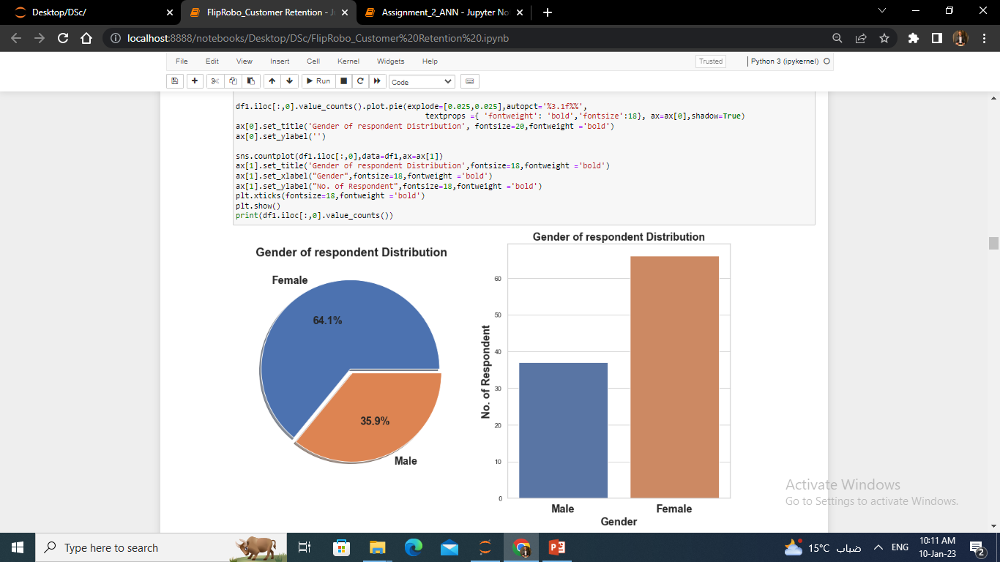 Desktop/DSc/
FlipRobo_Customer Retention - J
Assignment_2_ANN - Jupyter No
localhost:8888/notebooks/Desktop/DSc/FlipRobo_Customer%20Retention%20.ipynb
File Edit View Insert Cell Kernel Widgets Help
Trusted
Python 3 (ipykernel)
Run
Code
df1.iloc[:,0].value_counts().plot.pie(explode=[0.025,0.025],autopct='%3.1f%%',
textprops ={ 'fontweight': 'bold','fontsize':18}, ax=ax[0],shadow=True)
ax[0].set_title('Gender of respondent Distribution', fontsize=20,fontweight ='bold')
ax[0].set_ylabel('')
sns.countplot(df1.iloc[:,0],data=df1,ax=ax[1])
ax[1].set_title('Gender of respondent Distribution',fontsize=18,fontweight ='bold')
ax[1].set_xlabel("Gender",fontsize=18,fontweight ='bold')
ax[1].set_ylabel("No. of Respondent",fontsize=18,fontweight ='bold')
plt.xticks(fontsize=18,fontweight ='bold')
plt.show()
print(df1.iloc[:,0].value_counts())
Gender of respondent Distribution
Female
64.1%
35.9%
Male
Gender of respondent Distribution
No. of Respondent
60
50
40
30
20
10
0
Male Female
Gender
Activate Windows
Go to Settings to activate Windows.
Type here to search
15°C ضباب
ENG
10:11 AM
10-Jan-23
2